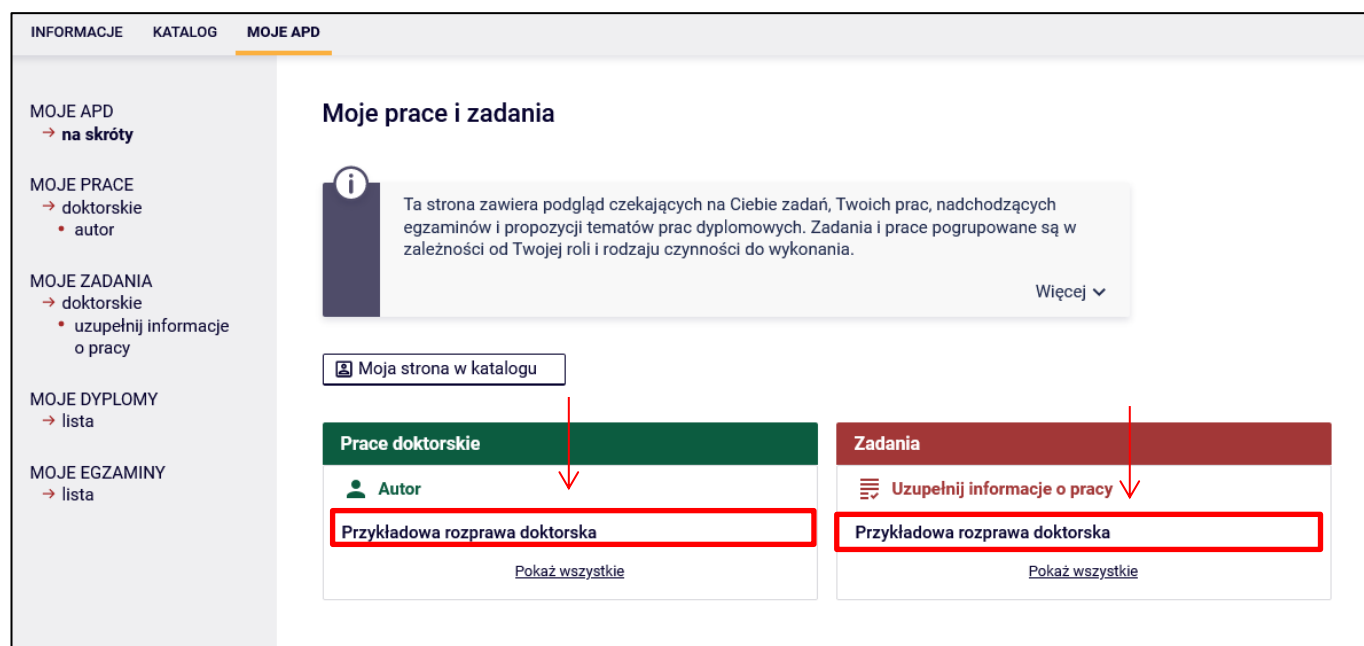 INFORMACJE KATALOG MOJE APD
MOJE APD
→ na skróty
MOJE PRACE
→ doktorskie
• autor
MOJE ZADANIA
→ doktorskie
• uzupełnij informacje
o pracy
MOJE DYPLOMY
→ lista
MOJE EGZAMINY
→ lista
Moje prace i zadania
Ta strona zawiera podgląd czekających na Ciebie zadań, Twoich prac, nadchodzących
egzaminów i propozycji tematów prac dyplomowych. Zadania i prace pogrupowane są w
zależności od Twojej roli i rodzaju czynności do wykonania.
Więcej
Moja strona w katalogu
Prace doktorskie
Autor
Przykładowa rozprawa doktorska
Pokaż wszystkie
Zadania
Uzupełnij informacje o pracy
Przykładowa rozprawa doktorska
Pokaż wszystkie